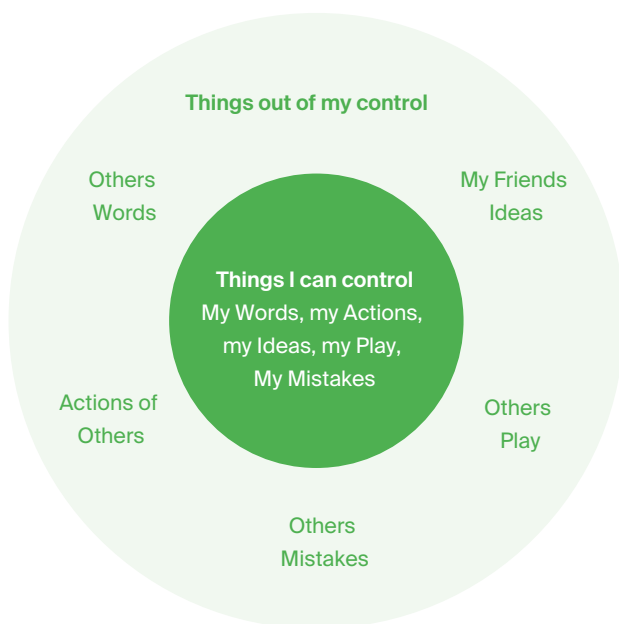 Things out of my control
Others
Words
My Friends
Ideas
Things I can control
My Words, my Actions,
my Ideas, my Play,
My Mistakes
Actions of
Others
Others
Play
Others
Mistakes